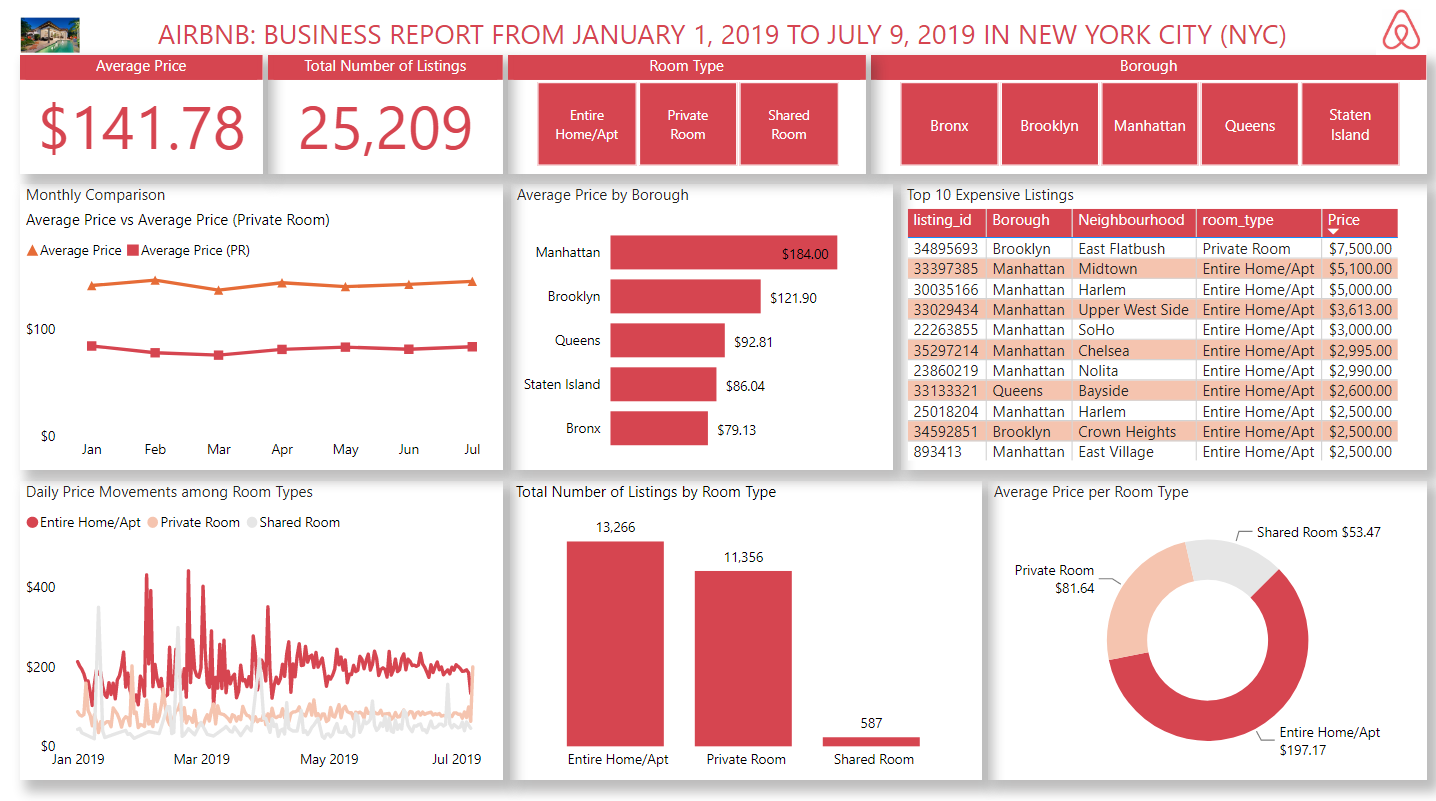 AIRBNB: BUSINESS REPORT FROM JANUARY 1, 2019 TO JULY 9, 2019 IN NEW YORK CITY (NYC)
Average Price
$141.78
Total Number of Listings
25,209
Room Type
Entire
Home/Apt
Private
Room
Shared
Room
Borough
Bronx
Brooklyn
Manhattan
Queens
Staten
Island
Monthly Comparison
Average Price vs Average Price (Private Room)
Average Price Average Price (PR)
$100
$0
Jan Feb Mar Apr May Jun Jul
Average Price by Borough
Manhattan $184.00
Brooklyn $121.90
Queens $92.81
Staten Island $86.04
Bronx $79.13
Top 10 Expensive Listings
listing_id Borough Neighbourhood room_type Price
34895693 Brooklyn East Flatbush Private Room $7,500.00
33397385 Manhattan Midtown Entire Home/Apt $5,100.00
30035166 Manhattan Harlem Entire Home/Apt $5,000.00
33029434 Manhattan Upper West Side Entire Home/Apt $3,613.00
22263855 Manhattan SoHo Entire Home/Apt $3,000.00
35297214 Manhattan Chelsea Entire Home/Apt $2,995.00
23860219 Manhattan Nolita Entire Home/Apt $2,990.00
33133321 Queens Bayside Entire Home/Apt $2,600.00
25018204 Manhattan Harlem Entire Home/Apt $2,500.00
34592851 Brooklyn Crown Heights Entire Home/Apt $2,500.00
893413 Manhattan East Village Entire Home/Apt $2,500.00
Daily Price Movements among Room Types
Entire Home/Apt Private Room Shared Room
$400
$200
$0
Jan 2019 Mar 2019 May 2019 Jul 2019
Total Number of Listings by Room Type
13,266
11,356
587
Entire Home/Apt Private Room Shared Room
Average Price per Room Type
Shared Room $53.47
Private Room
$81.64
Entire Home/Apt
$197.17